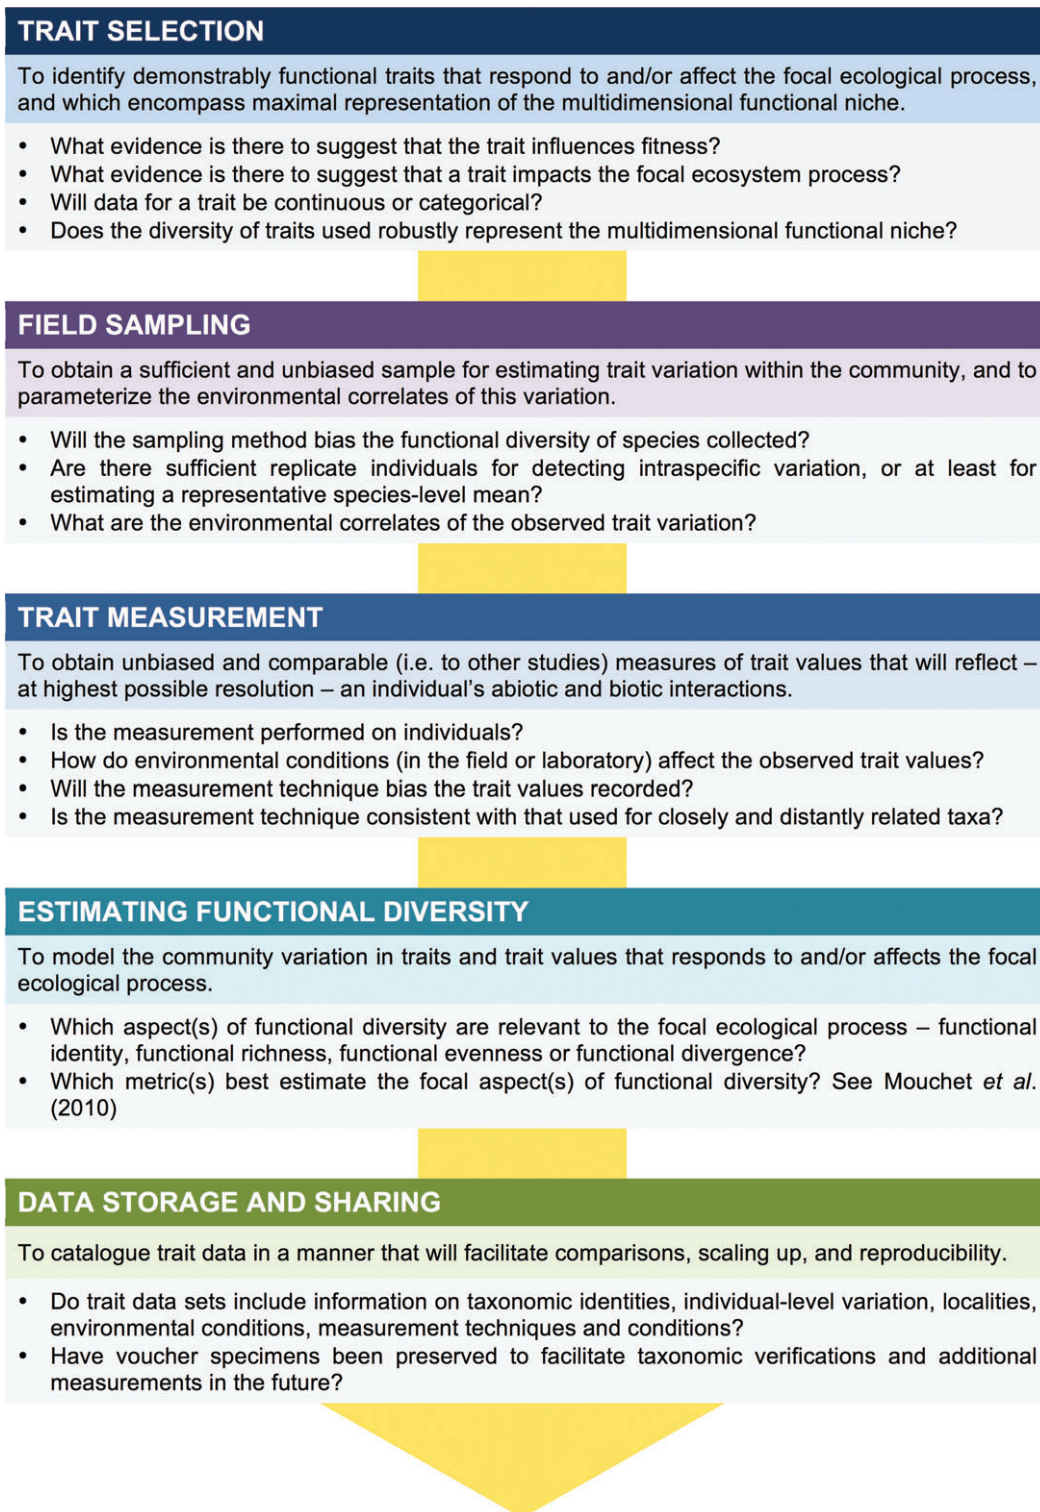 TRAIT SELECTION
To identify demonstrably functional traits that respond to and/or affect the focal ecological process,
and which encompass maximal representation of the multidimensional functional niche.
• What evidence is there to suggest that the trait influences fitness?
• What evidence is there to suggest that a trait impacts the focal ecosystem process?
• Will data for a trait be continuous or categorical?
• Does the diversity of traits used robustly represent the multidimensional functional niche?
FIELD SAMPLING
To obtain a sufficient and unbiased sample for estimating trait variation within the community, and to
parameterize the environmental correlates of this variation.
• Will the sampling method bias the functional diversity of species collected?
• Are there sufficient replicate individuals for detecting intraspecific variation, or at least for
estimating a representative species-level mean?
• What are the environmental correlates of the observed trait variation?
TRAIT MEASUREMENT
To obtain unbiased and comparable (i.e. to other studies) measures of trait values that will reflect –
at highest possible resolution – an individual's abiotic and biotic interactions.
• Is the measurement performed on individuals?
• How do environmental conditions (in the field or laboratory) affect the observed trait values?
• Will the measurement technique bias the trait values recorded?
• Is the measurement technique consistent with that used for closely and distantly related taxa?
ESTIMATING FUNCTIONAL DIVERSITY
To model the community variation in traits and trait values that responds to and/or affects the focal
ecological process.
• Which aspect(s) of functional diversity are relevant to the focal ecological process – functional
identity, functional richness, functional evenness or functional divergence?
• Which metric(s) best estimate the focal aspect(s) of functional diversity? See Mouchet et al.
(2010)
DATA STORAGE AND SHARING
To catalogue trait data in a manner that will facilitate comparisons, scaling up, and reproducibility.
• Do trait data sets include information on taxonomic identities, individual-level variation, localities,
environmental conditions, measurement techniques and conditions?
• Have voucher specimens been preserved to facilitate taxonomic verifications and additional
measurements in the future?